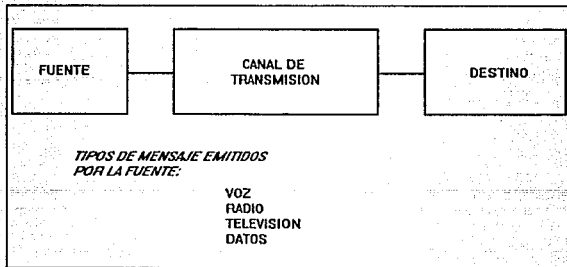 FUENTE
CANAL DE
TRANSMISION
DESTINO
TIPOS DE MENSAJE EMITIDOS
POR LA FUENTE:
VOZ
RADIO
TELEVISION
DATOS